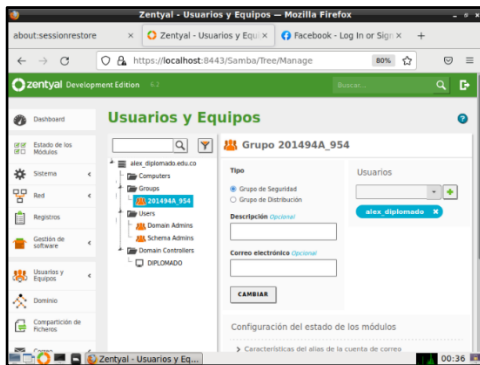 Zentyal - Usuarios y Equipos — Mozilla Firefox
about:sessionrestore
Zentyal - Usuarios y Equi
Facebook - Log In or Sign
https://localhost:8443/Samba/Tree/Manage
80%
zentyal Development Edition 6.2
Buscar...
Dashboard
Estado de los
Módulos
Sistema
Red
Registros
Gestión de
software
Usuarios y
Equipos
Dominio
Compartición de
Ficheros
Correo
Usuarios y Equipos
alex_diplomado.edu.co
Computers
Groups
201494A_954
Users
Domain Admins
Schema Admins
Domain Controllers
DIPLOMADO
Grupo 201494A_954
Tipo
Grupo de Seguridad
Grupo de Distribución
Descripción Opcional
Correo electrónico Opcional
CAMBIAR
Usuarios
alex_diplomado
Configuración del estado de los módulos
Características del alias de la cuenta de correo
Zentyal - Usuarios y Eq...
00:36